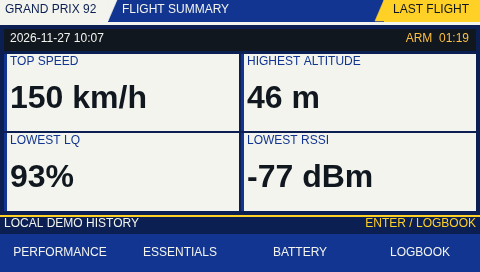 GRAND PRIX 92 FLIGHT SUMMARY LAST FLIGHT
2026-11-27 10:07 ARM 01:19
TOP SPEED HIGHEST ALTITUDE
150 km/h 46 m
LOWEST LQ LOWEST RSSI
93% -77 dBm
LOCAL DEMO HISTORY ENTER / LOGBOOK
PERFORMANCE ESSENTIALS BATTERY LOGBOOK